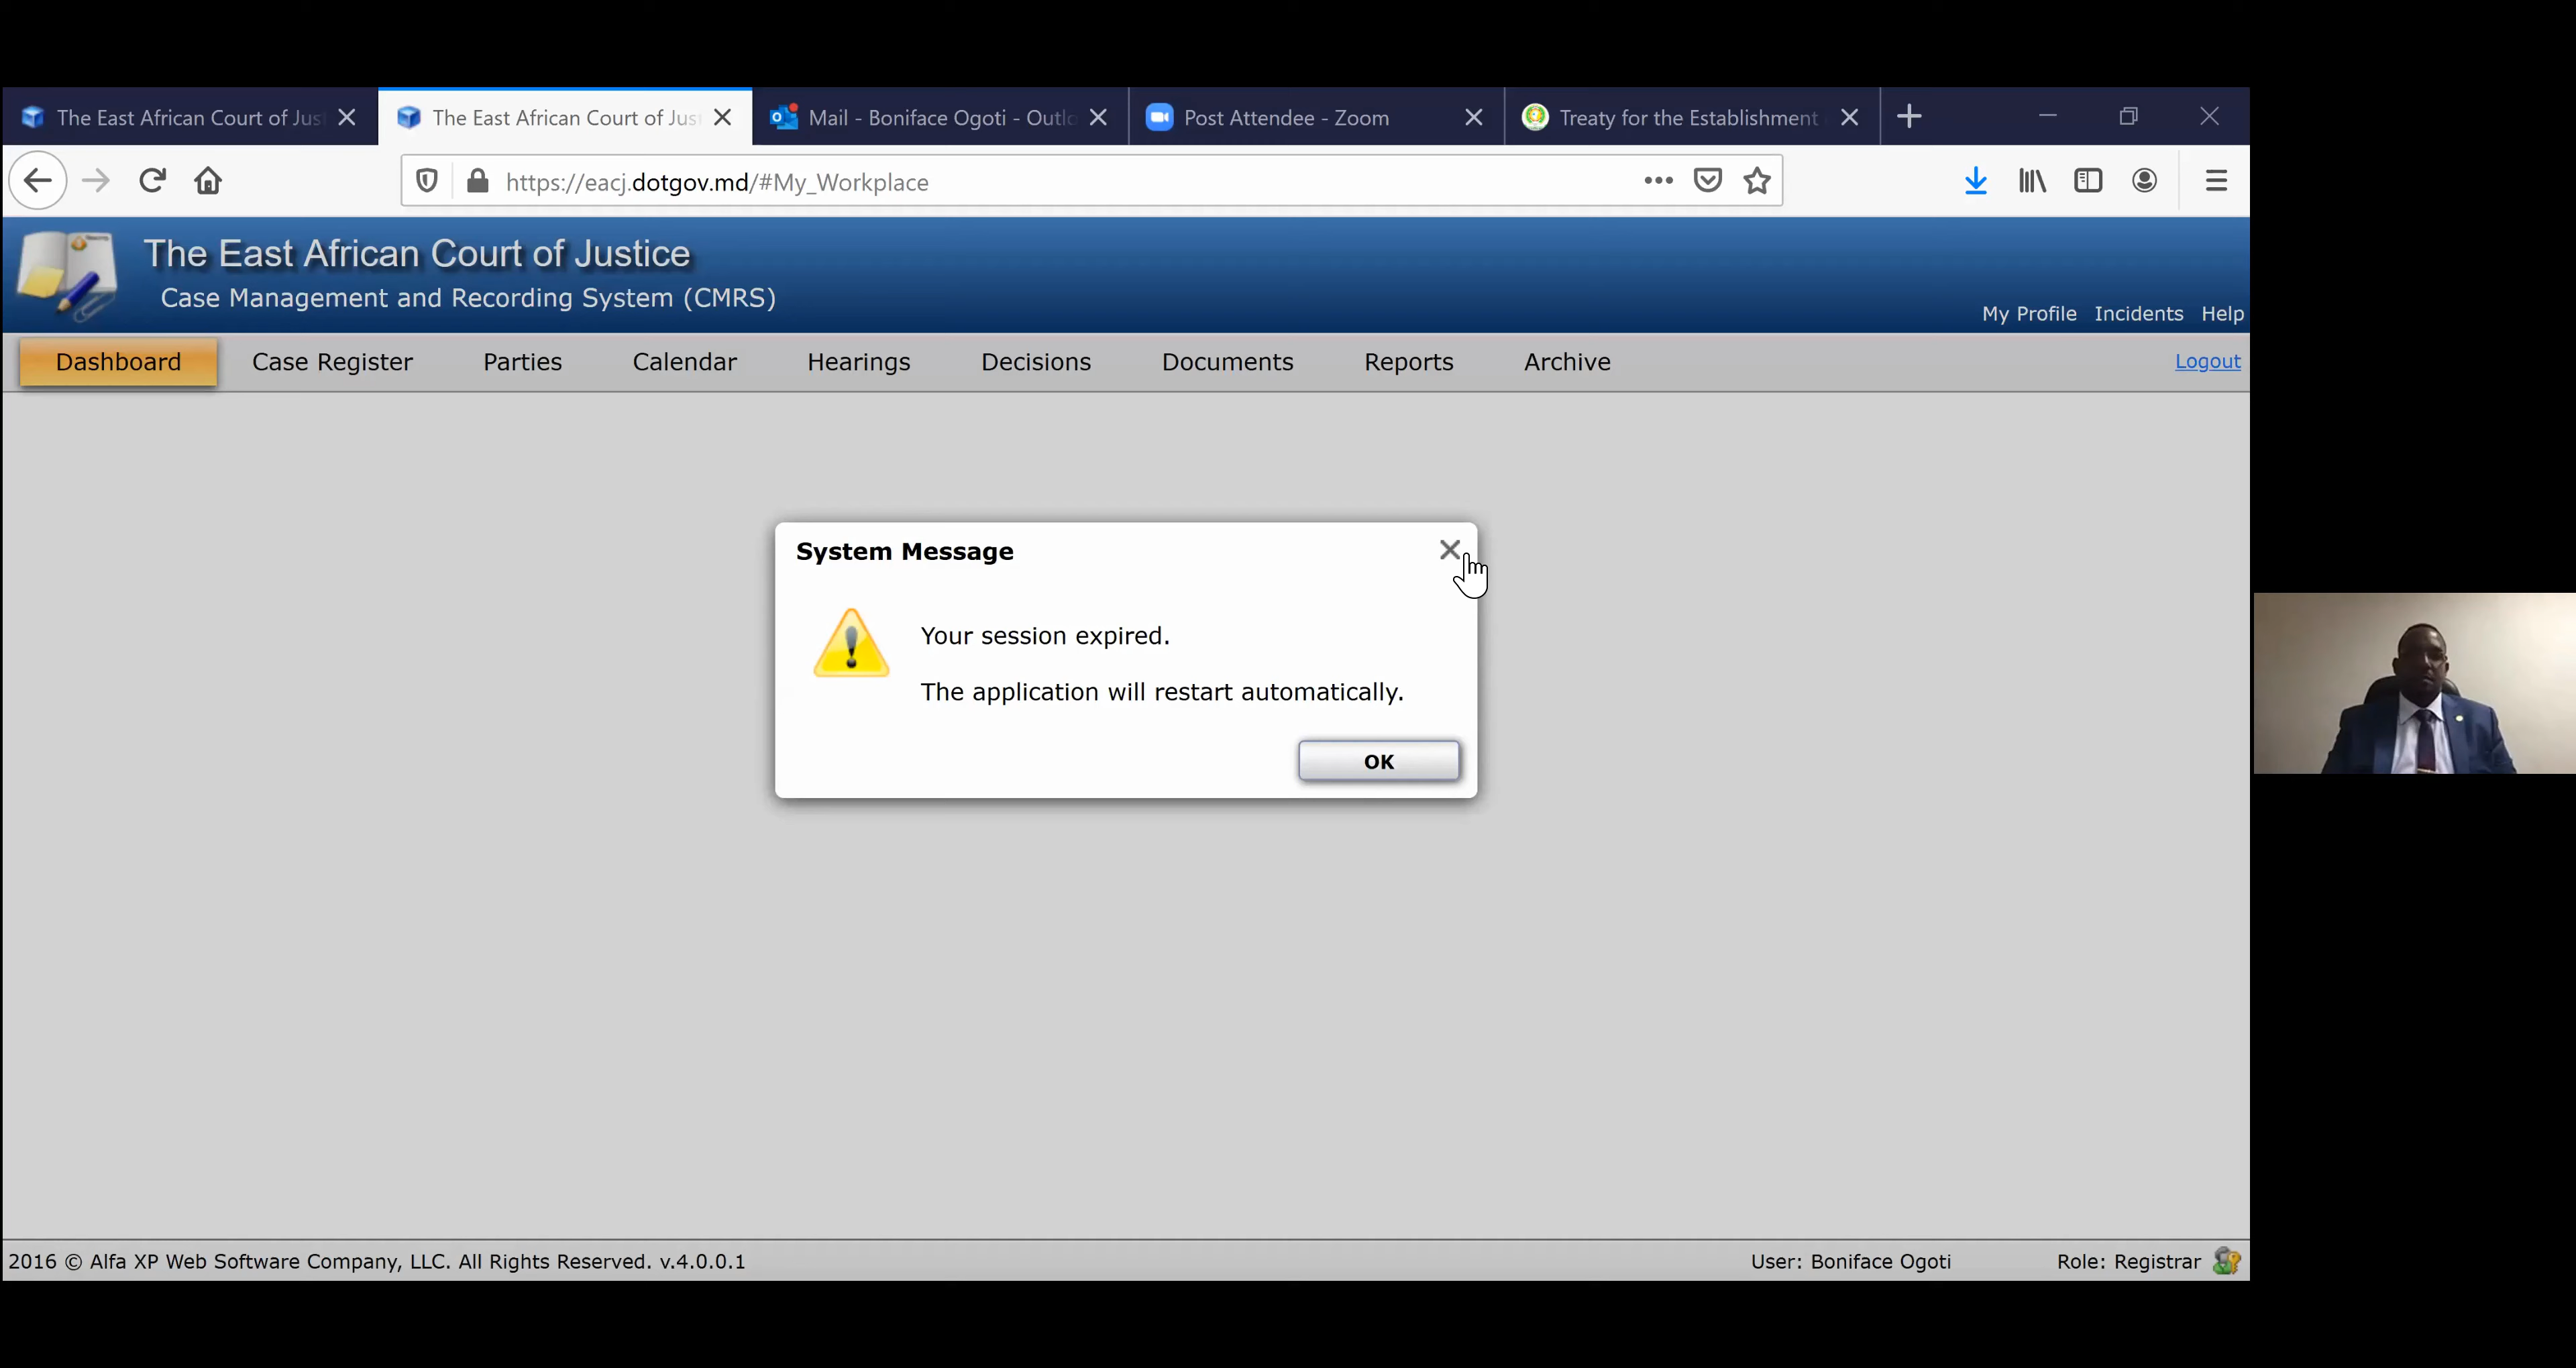 The East African Court of Jus
The East African Court of Jus
Mail - Boniface Ogoti - Outlo
Post Attendee - Zoom
Treaty for the Establishment
https://eacj.dotgov.md/#My_Workplace
The East African Court of Justice
Case Management and Recording System (CMRS)
My Profile Incidents Help
Dashboard Case Register Parties Calendar Hearings Decisions Documents Reports Archive Logout
System Message
Your session expired.
The application will restart automatically.
OK
2016 © Alfa XP Web Software Company, LLC. All Rights Reserved. v.4.0.0.1 User: Boniface Ogoti Role: Registrar